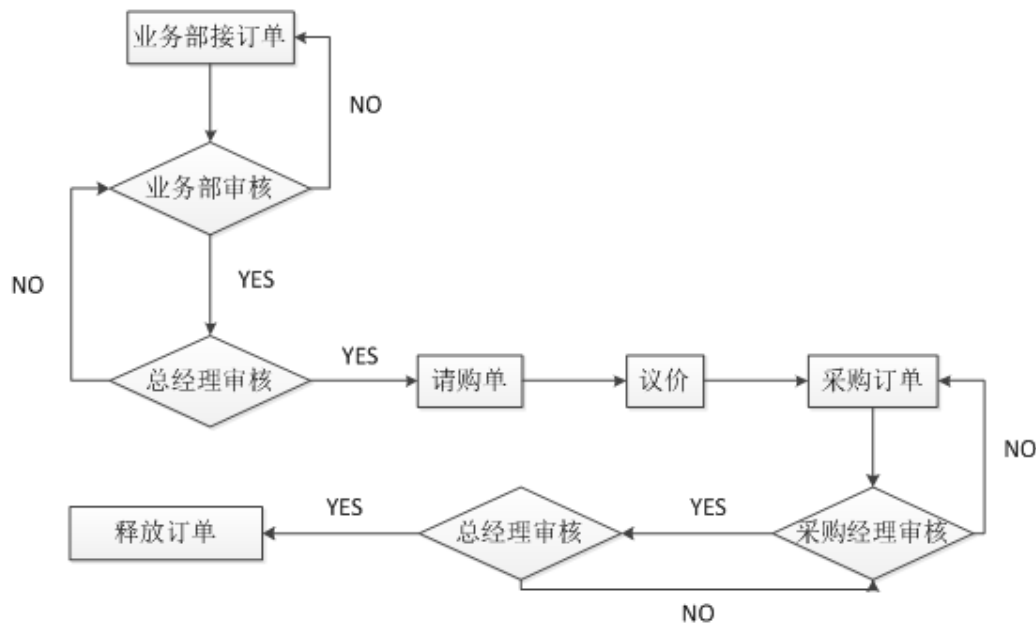 业务部接订单
NO
业务部审核
NO
YES
总经理审核
YES
请购单
议价
采购订单
NO
释放订单
YES
总经理审核
YES
采购经理审核
NO